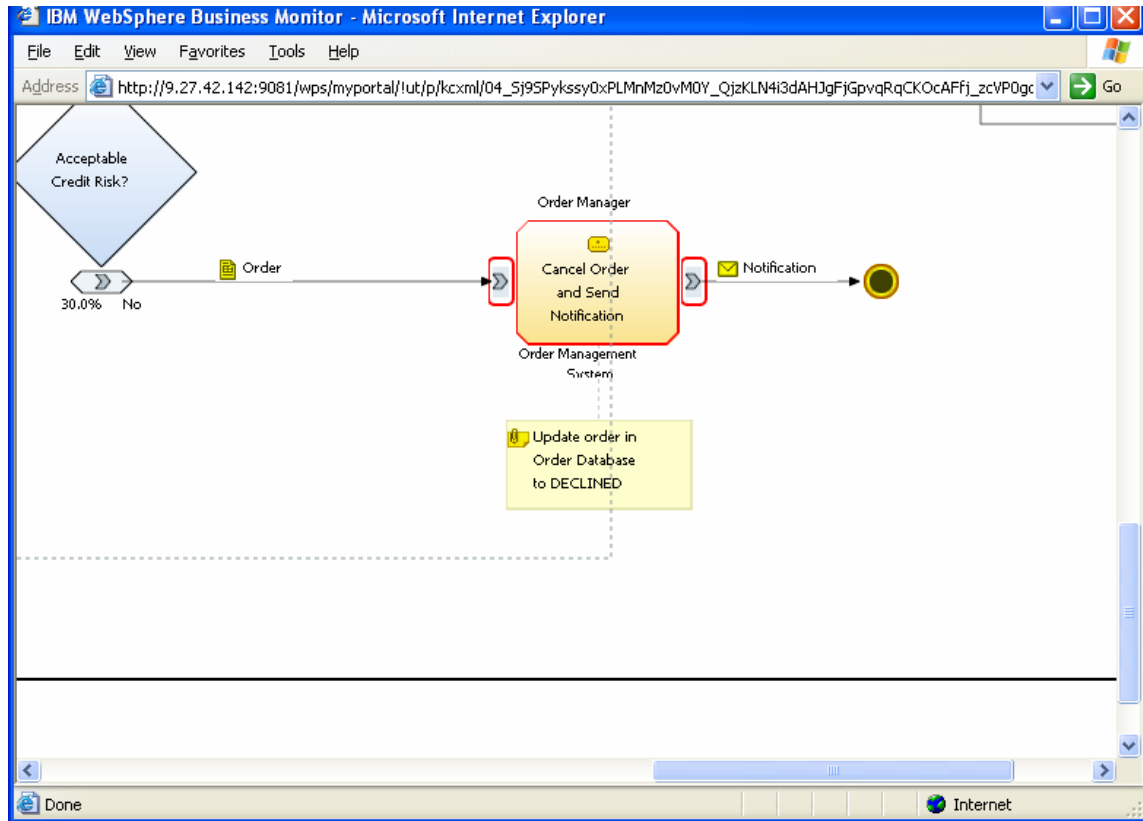 IBM WebSphere Business Monitor - Microsoft Internet Explorer
File Edit View Favorites Tools Help
Address http://9.27.42.142:9081/wps/myportal/!ut/p/kcxml/04_Sj9SPykssy0xPLMnMz0vM0Y_QjzKLN4i3dAHJgFjGpvqRqCKOcAFfj_zcVP0gc Go
Acceptable
Credit Risk?
Order Manager
Order
Cancel Order
and Send
Notification
Notification
30.0% No
Order Management
System
Update order in
Order Database
to DECLINED
Done Internet